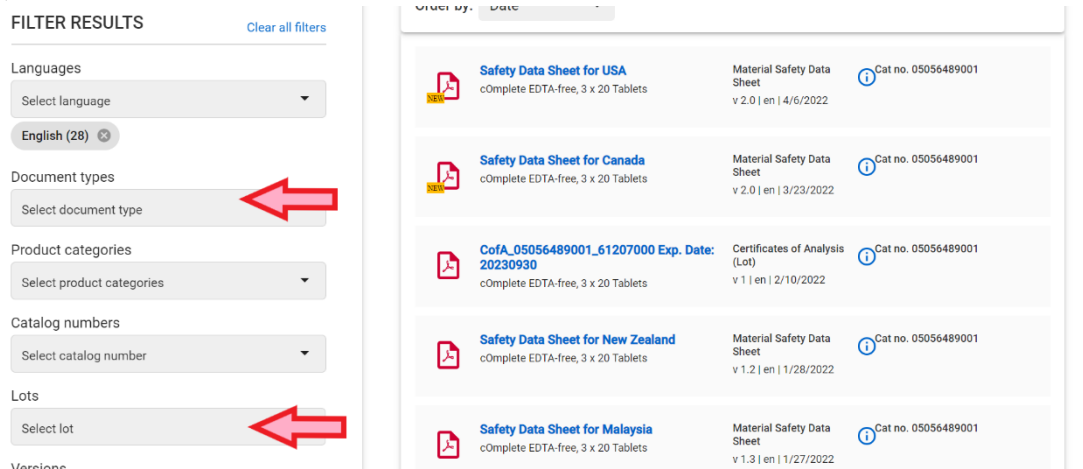 FILTER RESULTS
Clear all filters
Languages
Select language
English (28)
Document types
Select document type
Product categories
Select product categories
Catalog numbers
Select catalog number
Lots
Select lot
Versions
Order by: Date
Safety Data Sheet for USA
cOmplete EDTA-free, 3 x 20 Tablets
Material Safety Data
Sheet
v 2.0 | en | 4/6/2022
Cat no. 05056489001
NEW
Safety Data Sheet for Canada
cOmplete EDTA-free, 3 x 20 Tablets
Material Safety Data
Sheet
v 2.0 | en | 3/23/2022
Cat no. 05056489001
NEW
CofA_05056489001_61207000 Exp. Date:
20230930
cOmplete EDTA-free, 3 x 20 Tablets
Certificates of Analysis
(Lot)
v 1 | en | 2/10/2022
Cat no. 05056489001
Safety Data Sheet for New Zealand
cOmplete EDTA-free, 3 x 20 Tablets
Material Safety Data
Sheet
v 1.2 | en | 1/28/2022
Cat no. 05056489001
Safety Data Sheet for Malaysia
cOmplete EDTA-free, 3 x 20 Tablets
Material Safety Data
Sheet
v 1.3 | en | 1/27/2022
Cat no. 05056489001